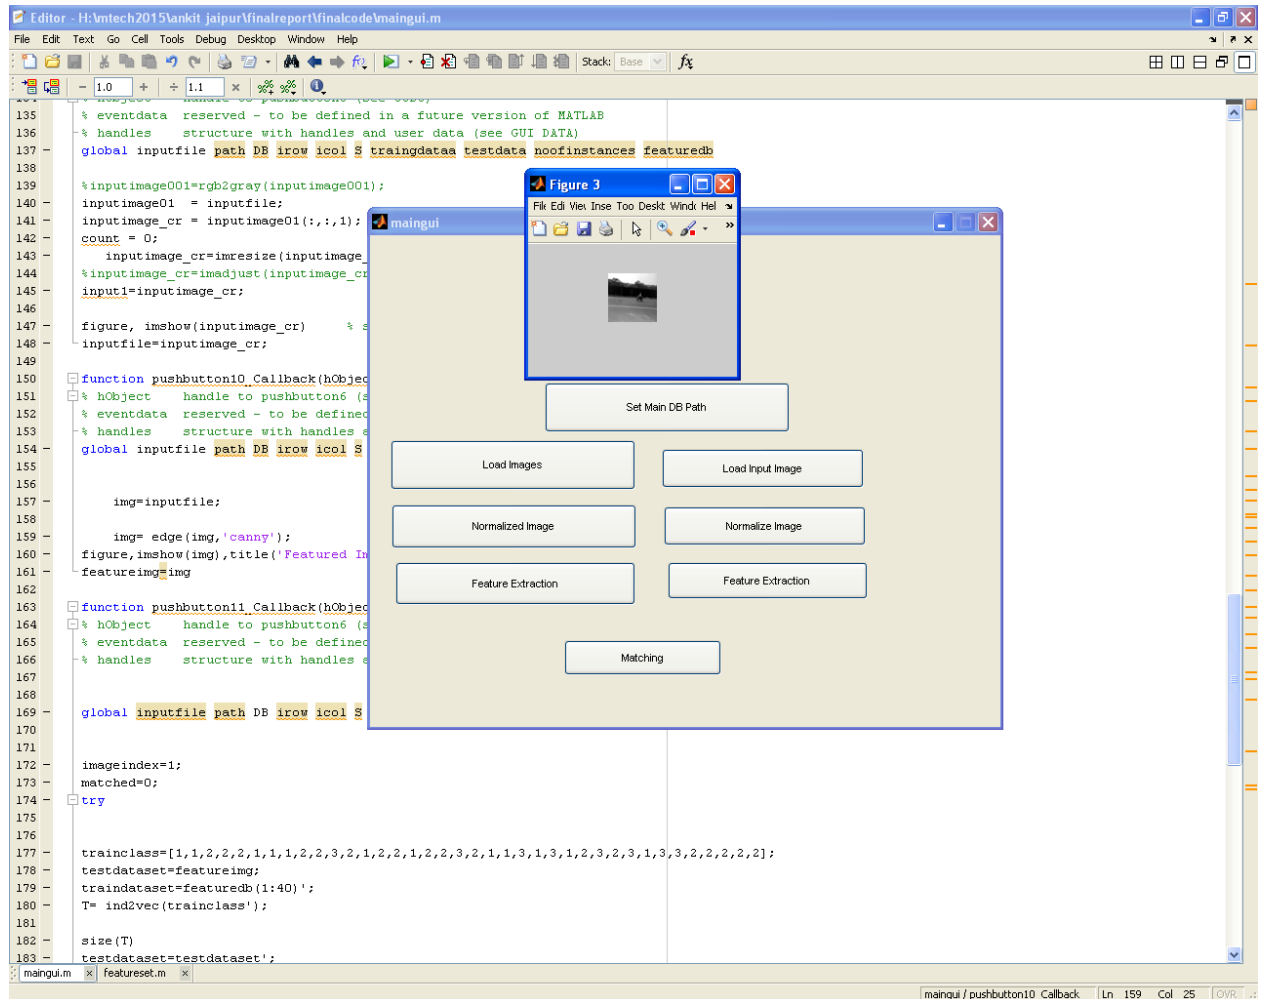 Editor - H:\mtech2015\ankit jaipur\finalreport\finalcode\maingui.m
File Edit Text Go Cell Tools Debug Desktop Window Help
Stack: Base fx
− 1.0 + ÷ 1.1 ×
135 % eventdata reserved - to be defined in a future version of MATLAB
136 % handles structure with handles and user data (see GUI DATA)
137 − global inputfile path DB irow icol S traingdataa testdata noofinstances featuredb
138
139 %inputimage001=rgb2gray(inputimage001);
140 − inputimage01 = inputfile;
141 − inputimage_cr = inputimage01(:,:,1);
142 − count = 0;
143 − inputimage_cr=imresize(inputimage_
144 %inputimage_cr=imadjust(inputimage_cr
145 − input1=inputimage_cr;
146
147 − figure, imshow(inputimage_cr) % s
148 − inputfile=inputimage_cr;
149
150 function pushbutton10_Callback(hObjec
151 % hObject handle to pushbutton6 (s
152 % eventdata reserved - to be defined
153 % handles structure with handles a
154 − global inputfile path DB irow icol S
155
156
157 − img=inputfile;
158
159 − img= edge(img,'canny');
160 − figure,imshow(img),title('Featured Im
161 − featureimg=img
162
163 function pushbutton11_Callback(hObjec
164 % hObject handle to pushbutton6 (s
165 % eventdata reserved - to be defined
166 % handles structure with handles a
167
168
169 − global inputfile path DB irow icol S
170
171
172 − imageindex=1;
173 − matched=0;
174 − try
175
176
177 − trainclass=[1,1,2,2,2,1,1,1,2,2,3,2,1,2,2,1,2,2,3,2,1,1,3,1,3,1,2,3,2,3,1,3,3,2,2,2,2,2];
178 − testdataset=featureimg;
179 − traindataset=featuredb(1:40)';
180 − T= ind2vec(trainclass');
181
182 − size(T)
183 − testdataset=testdataset';
Figure 3
Fil Edi Viev Inse Too Deskt Windc Hel
maingui
Set Main DB Path
Load Images
Load Input Image
Normalized Image
Normalize Image
Feature Extraction
Feature Extraction
Matching
maingui.m × featureset.m ×
maingui / pushbutton10_Callback Ln 159 Col 25 OVR